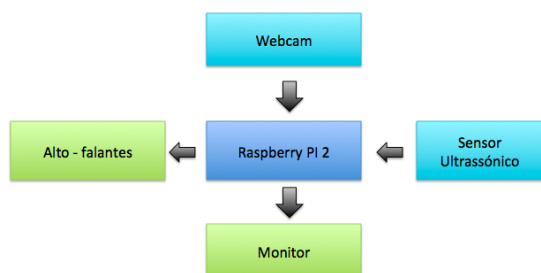 Webcam
Alto - falantes
Raspberry PI 2
Sensor
Ultrassónico
Monitor